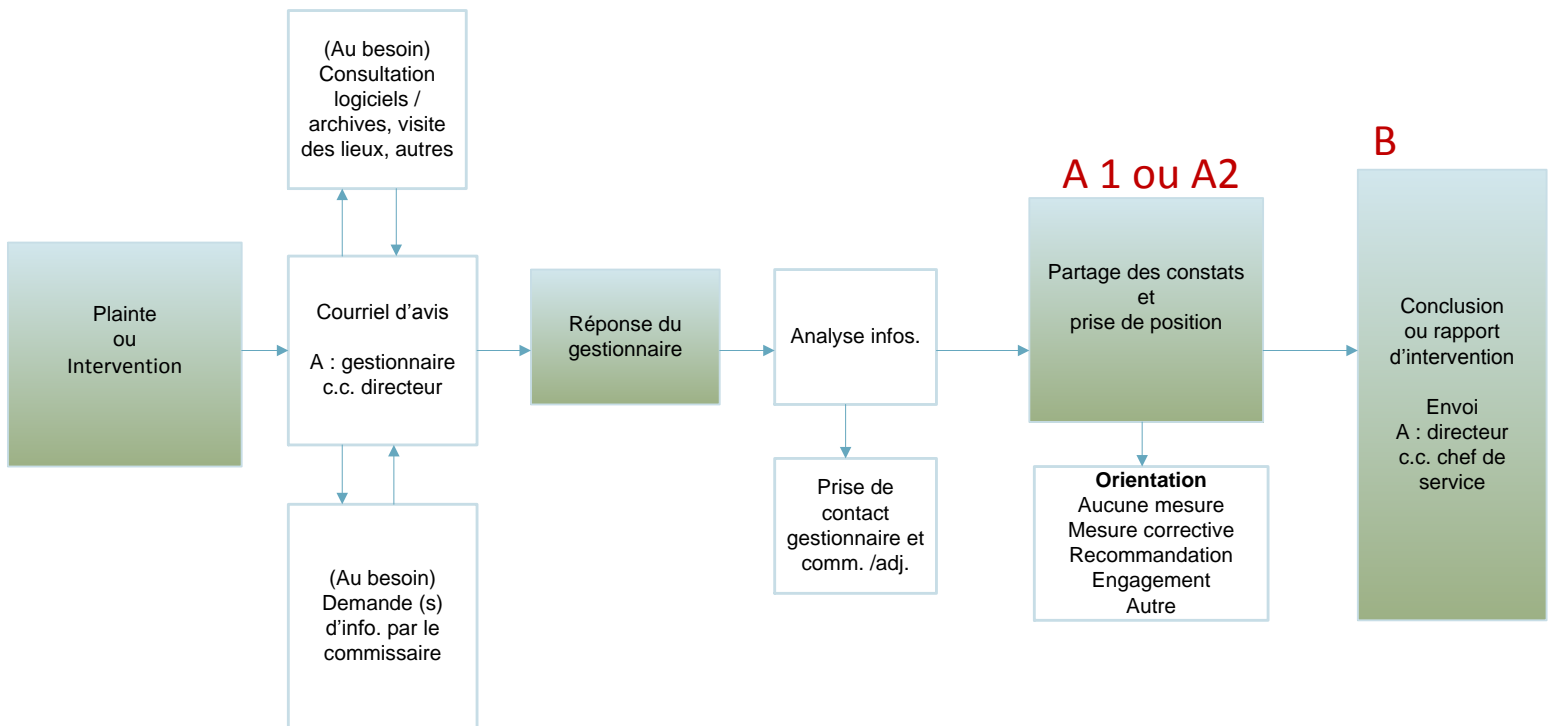 (Au besoin)
Consultation
logiciels /
archives, visite
des lieux, autres
Plainte
ou
Intervention
Courriel d’avis
A : gestionnaire
c.c. directeur
(Au besoin)
Demande (s)
d’info. par le
commissaire
Réponse du
gestionnaire
Analyse infos.
Prise de
contact
gestionnaire et
comm. /adj.
A 1 ou A2
Partage des constats
et
prise de position
Orientation
Aucune mesure
Mesure corrective
Recommandation
Engagement
Autre
B
Conclusion
ou rapport
d’intervention
Envoi
A : directeur
c.c. chef de
service